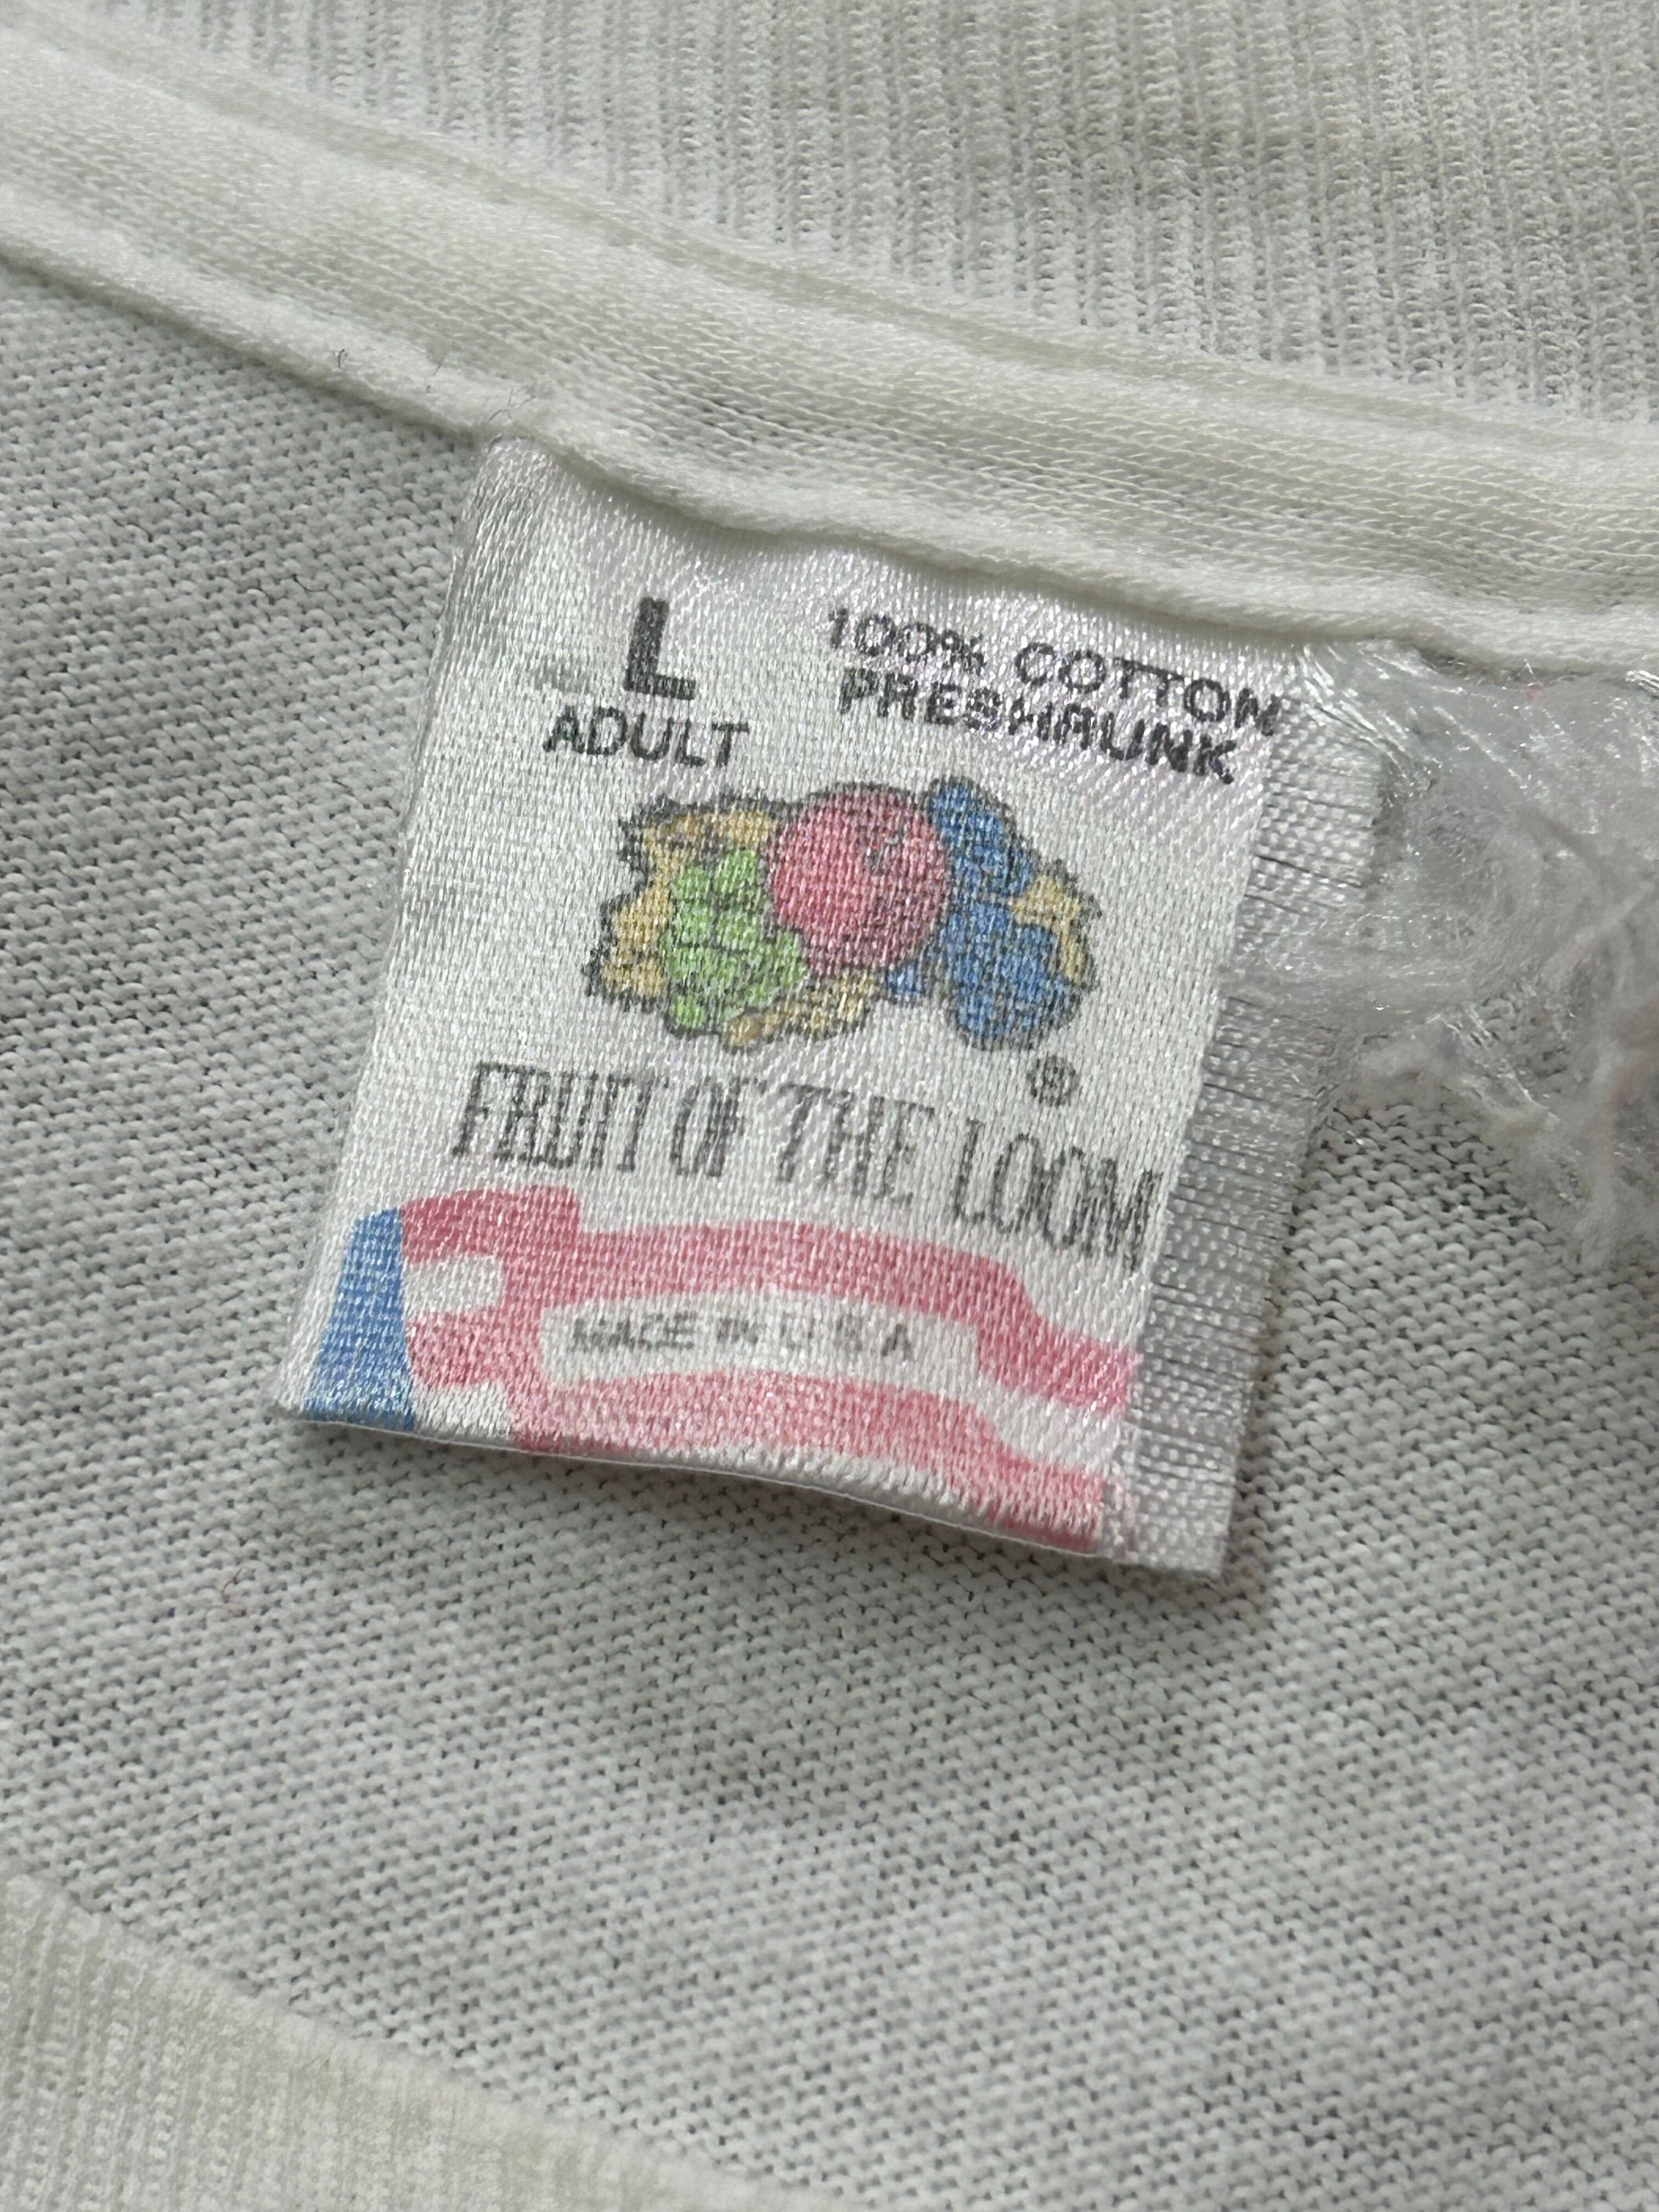 L
ADULT
100% COTTON
PRESHRUNK
®
FRUIT OF THE LOOM
MADE IN U.S.A